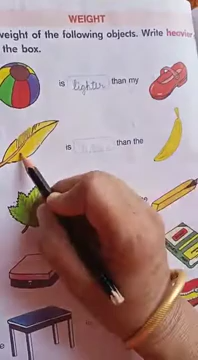 WEIGHT
weight of the following objects. Write heavier
the box.
is lighter than my
is than the